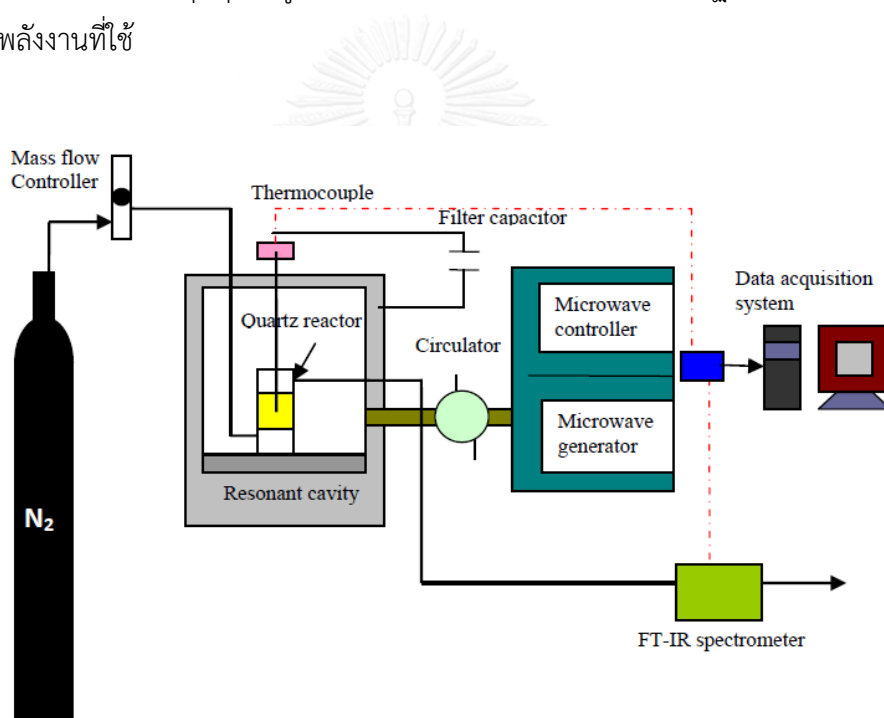 พลังงานที่ใช้
Mass flow
Controller
Thermocouple
Filter capacitor
Quartz reactor
Circulator
Microwave
controller
Data acquisition
system
Microwave
generator
Resonant cavity
N₂
FT-IR spectrometer